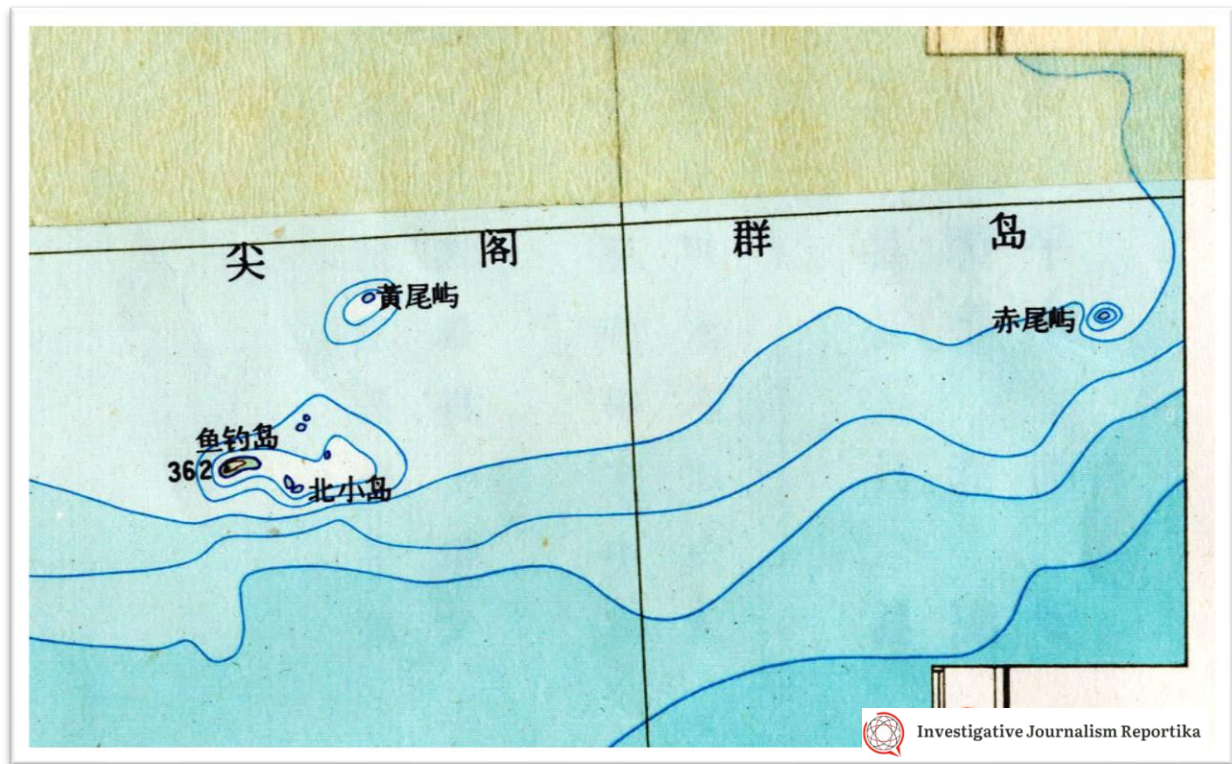 尖 阁 群 岛
黄尾屿
赤尾屿
鱼钓岛
362
北小岛
Investigative Journalism Reportika